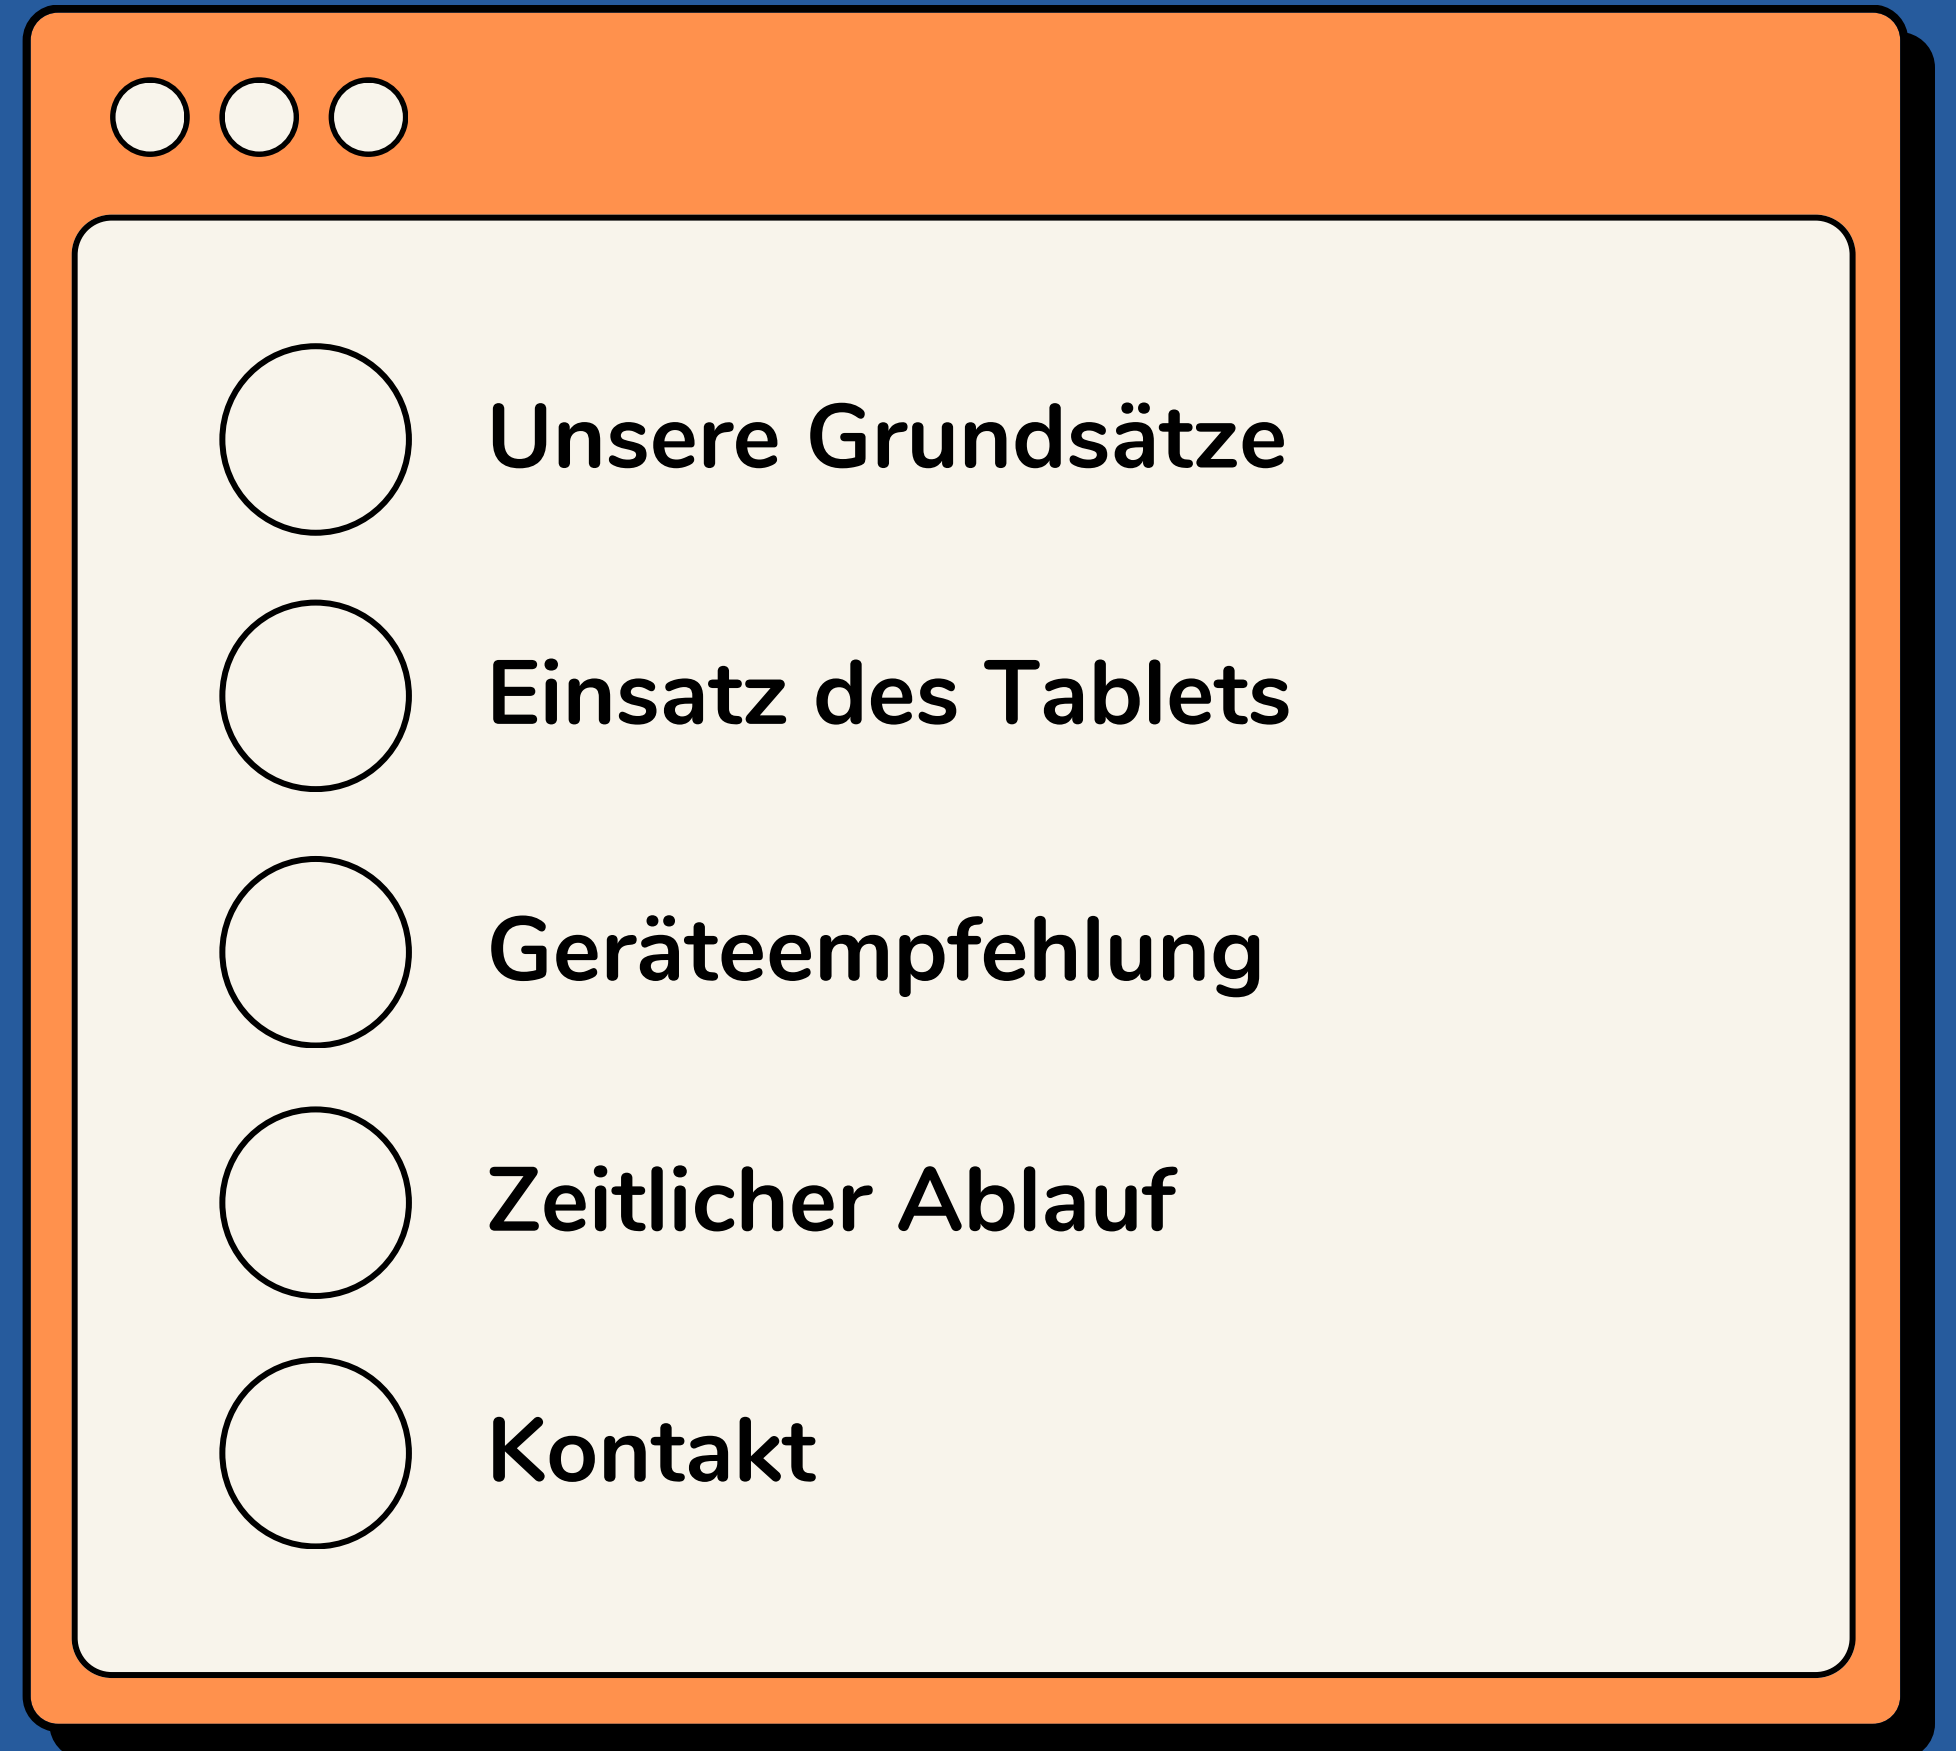 Unsere Grundsätze
Einsatz des Tablets
Geräteempfehlung
Zeitlicher Ablauf
Kontakt